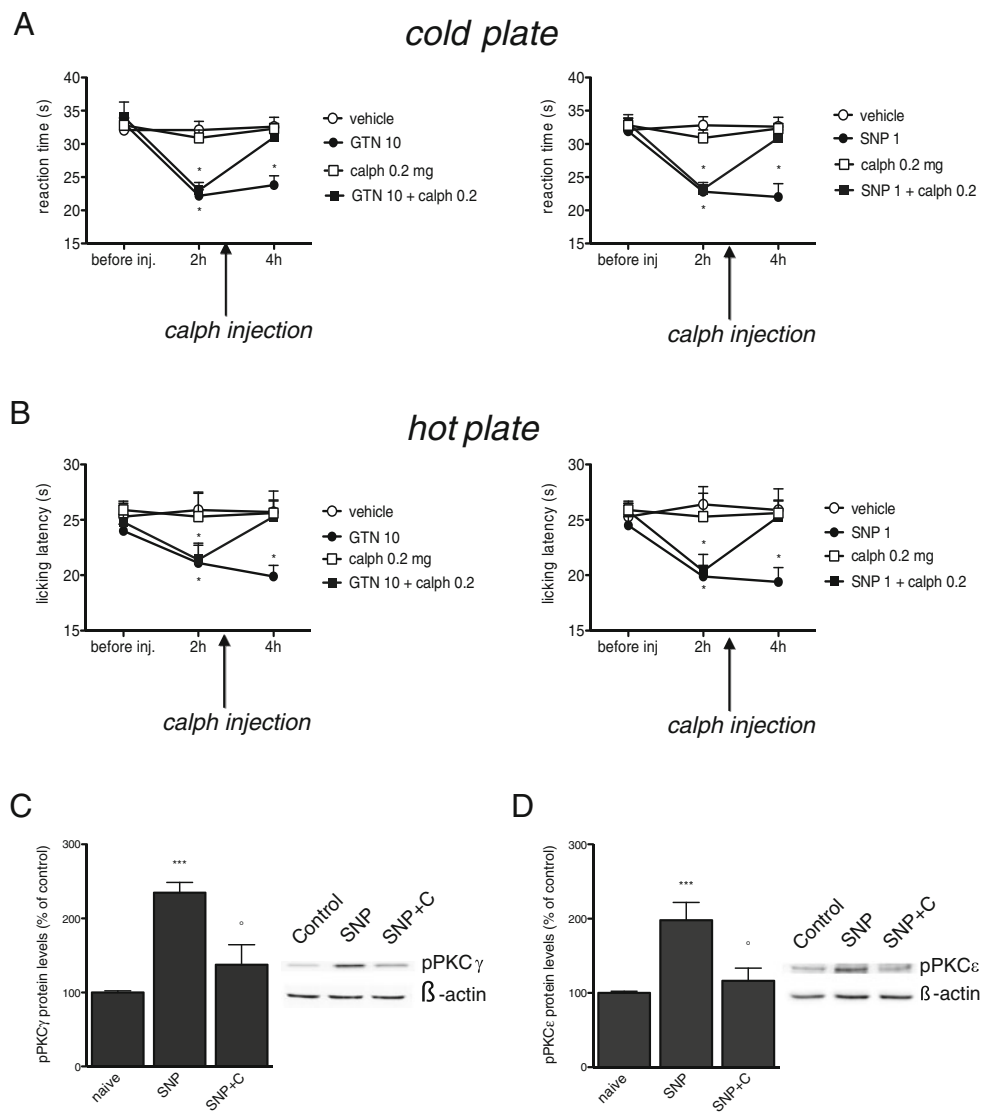 A
cold plate
reaction time (s)
40
35
30
25
20
15
before inj.
2h
4h
calph injection
vehicle
GTN 10
calph 0.2 mg
GTN 10 + calph 0.2
*
*
*
reaction time (s)
40
35
30
25
20
15
before inj
2h
4h
calph injection
vehicle
SNP 1
calph 0.2 mg
SNP 1 + calph 0.2
*
*
*
B
hot plate
licking latency (s)
30
25
20
15
before inj.
2h
4h
calph injection
vehicle
GTN 10
calph 0.2 mg
GTN 10 + calph 0.2
*
*
*
licking latency (s)
30
25
20
15
before inj
2h
4h
calph injection
vehicle
SNP 1
calph 0.2 mg
SNP 1 + calph 0.2
*
*
*
C
pPKCγ protein levels (% of control)
300
200
100
0
***
°
naive
SNP
SNP+C
Control
SNP
SNP+C
pPKCγ
ß-actin
D
pPKCε protein levels (% of control)
300
200
100
0
***
°
naive
SNP
SNP+C
Control
SNP
SNP+C
pPKCε
ß-actin